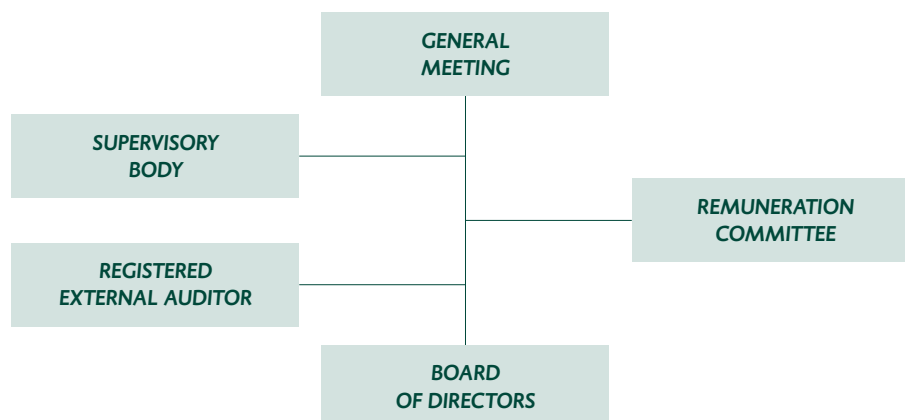 GENERAL
MEETING
SUPERVISORY
BODY
REMUNERATION
COMMITTEE
REGISTERED
EXTERNAL AUDITOR
BOARD
OF DIRECTORS